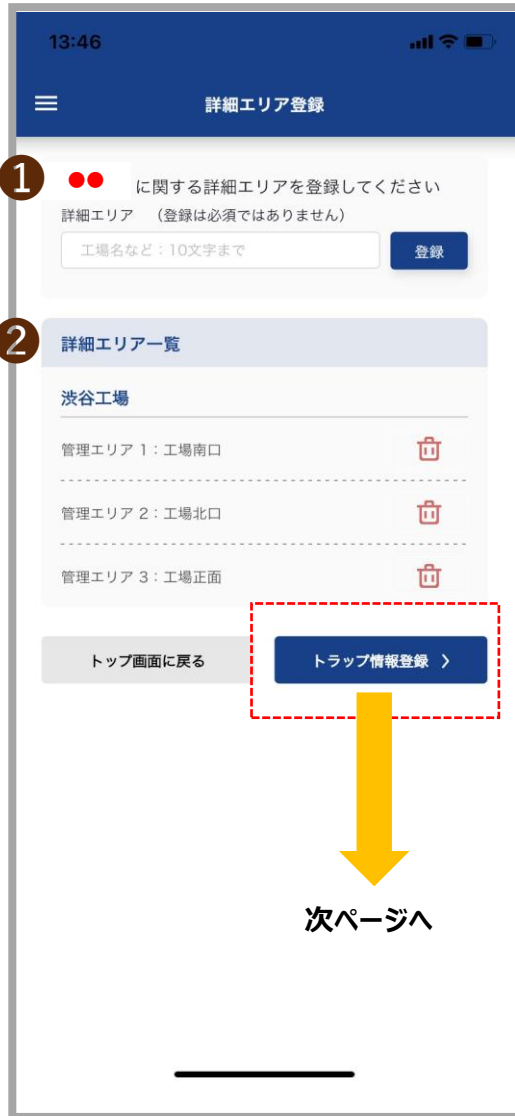 13:46
詳細エリア登録
1
●● に関する詳細エリアを登録してください
詳細エリア （登録は必須ではありません）
工場名など：10文字まで
登録
2
詳細エリア一覧
渋谷工場
管理エリア 1：工場南口
管理エリア 2：工場北口
管理エリア 3：工場正面
トップ画面に戻る
トラップ情報登録 〉
次ページへ